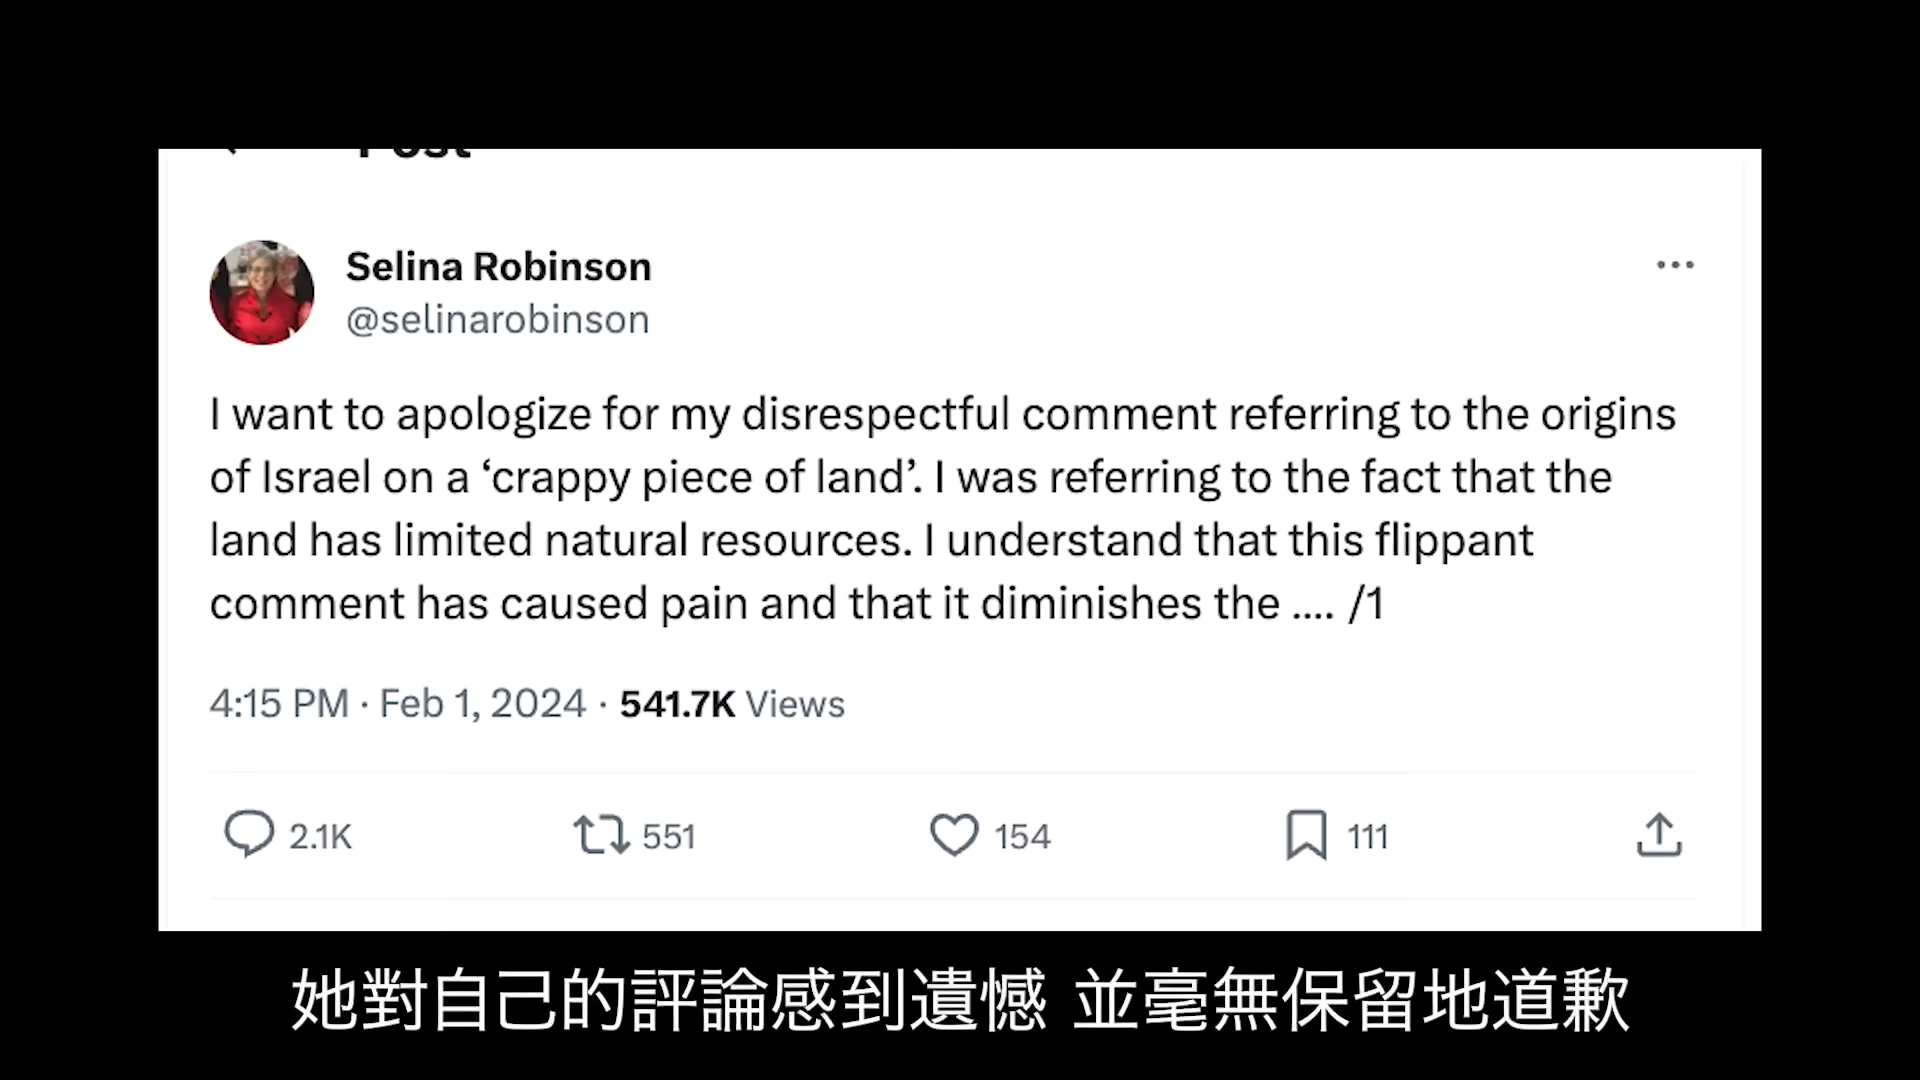 Post
Selina Robinson
@selinarobinson
I want to apologize for my disrespectful comment referring to the origins
of Israel on a ‘crappy piece of land’. I was referring to the fact that the
land has limited natural resources. I understand that this flippant
comment has caused pain and that it diminishes the .... /1
4:15 PM · Feb 1, 2024 · 541.7K Views
2.1K 551 154 111
她對自己的評論感到遺憾 並毫無保留地道歉